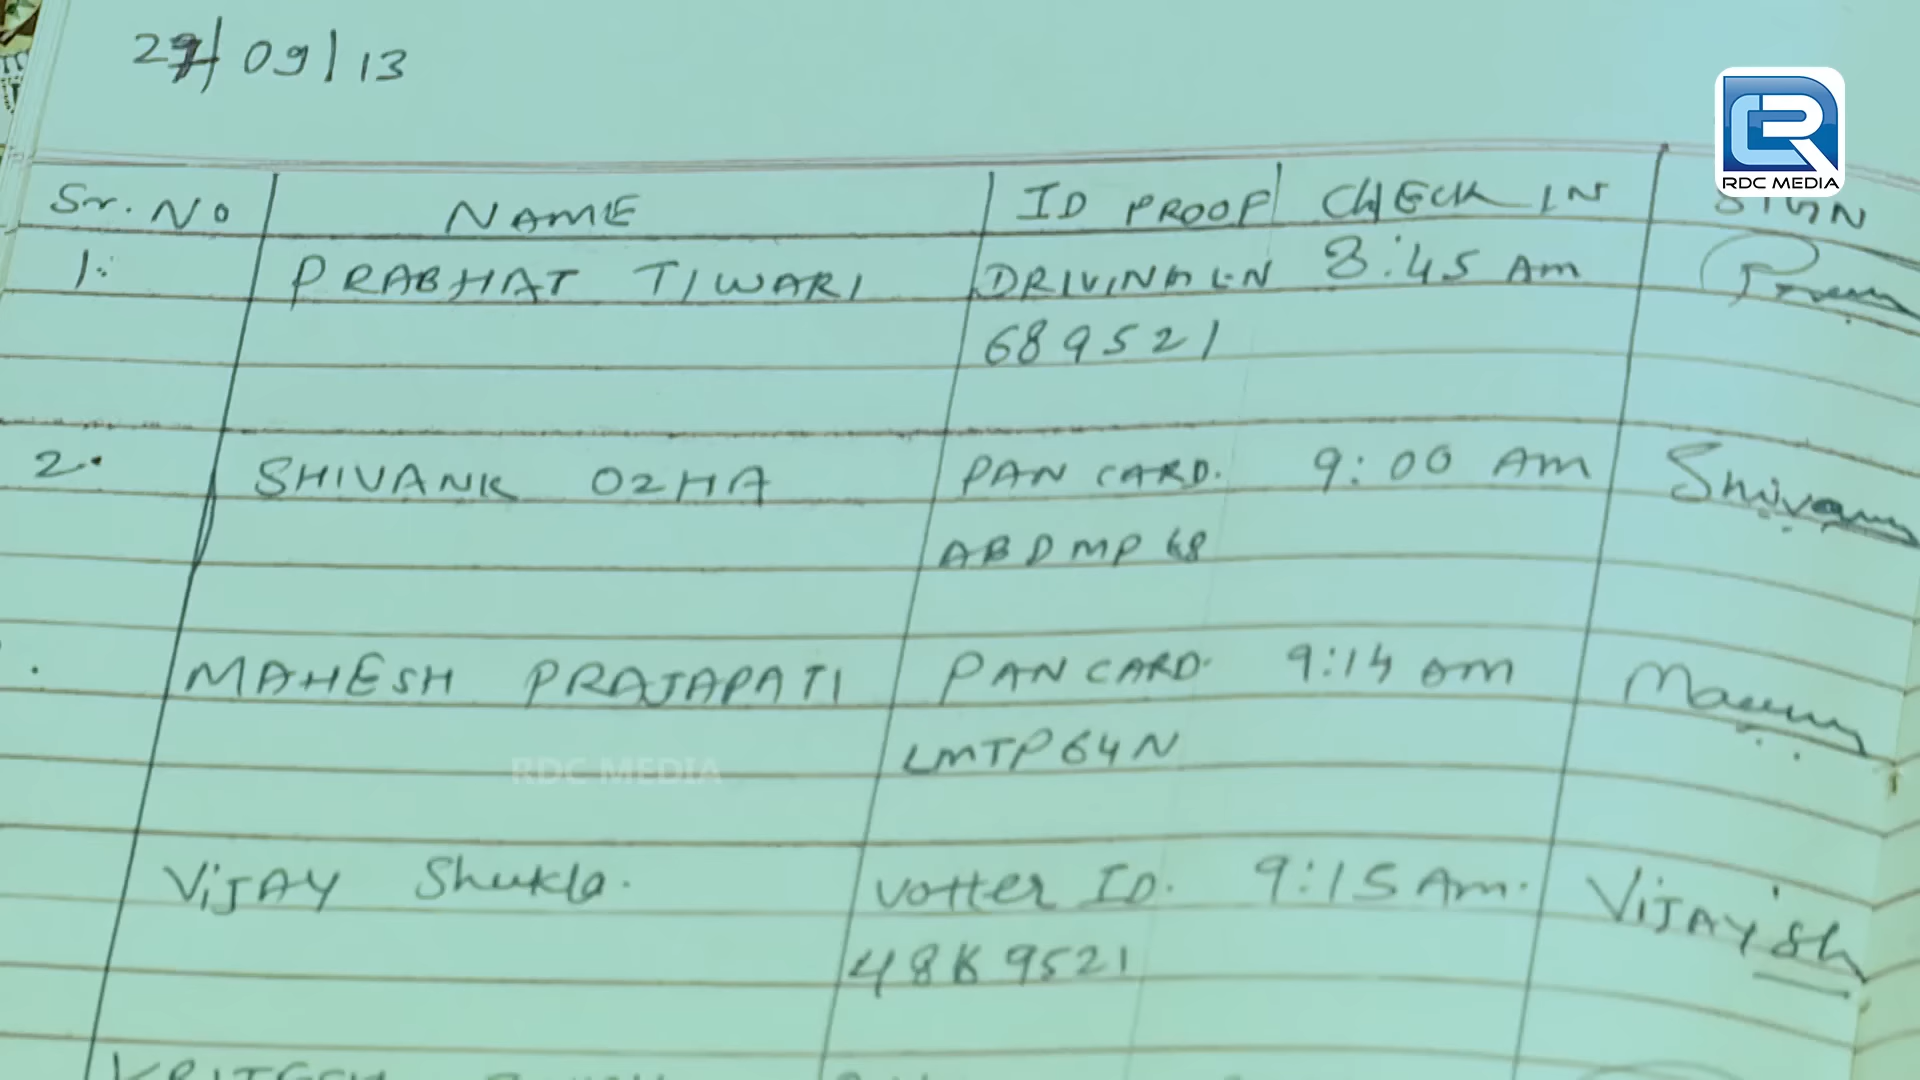 27/09/13
RDC MEDIA
Sr. No NAME ID PROOF CHECK IN SIGN
1. PRABHAT TIWARI DRIVING LN 8:45 AM
689521
2. SHIVANK OZHA PAN CARD. 9:00 AM
ABDMP68
MAHESH PRAJAPATI PAN CARD. 9:14 am
LMTP64N
RDC MEDIA
ViJAY Shukla. Votter ID. 9:15 Am. ViJAY Sh
48K9521